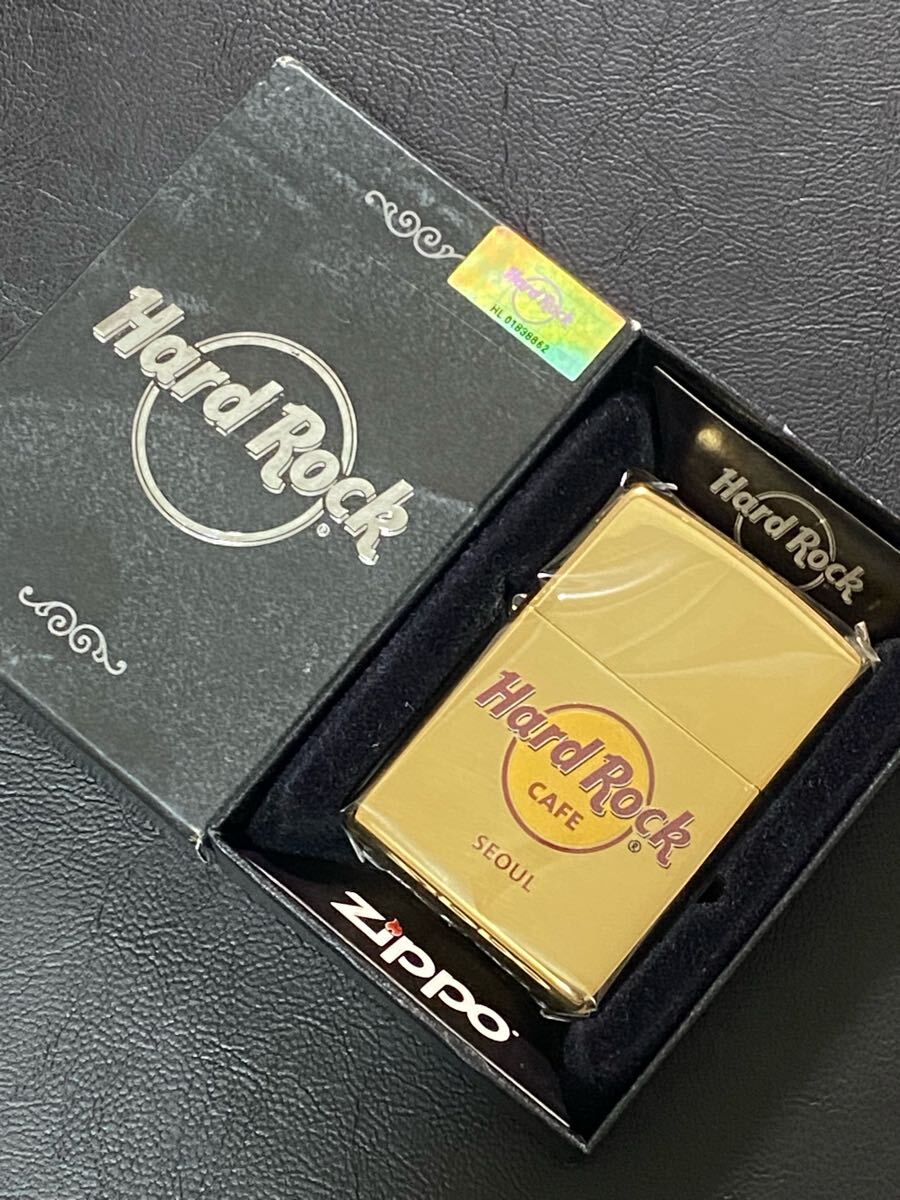 Hard Rock
®
Hard Rock
HL 01838862
Hard Rock
Hard Rock
CAFE
®
SEOUL
Zippo